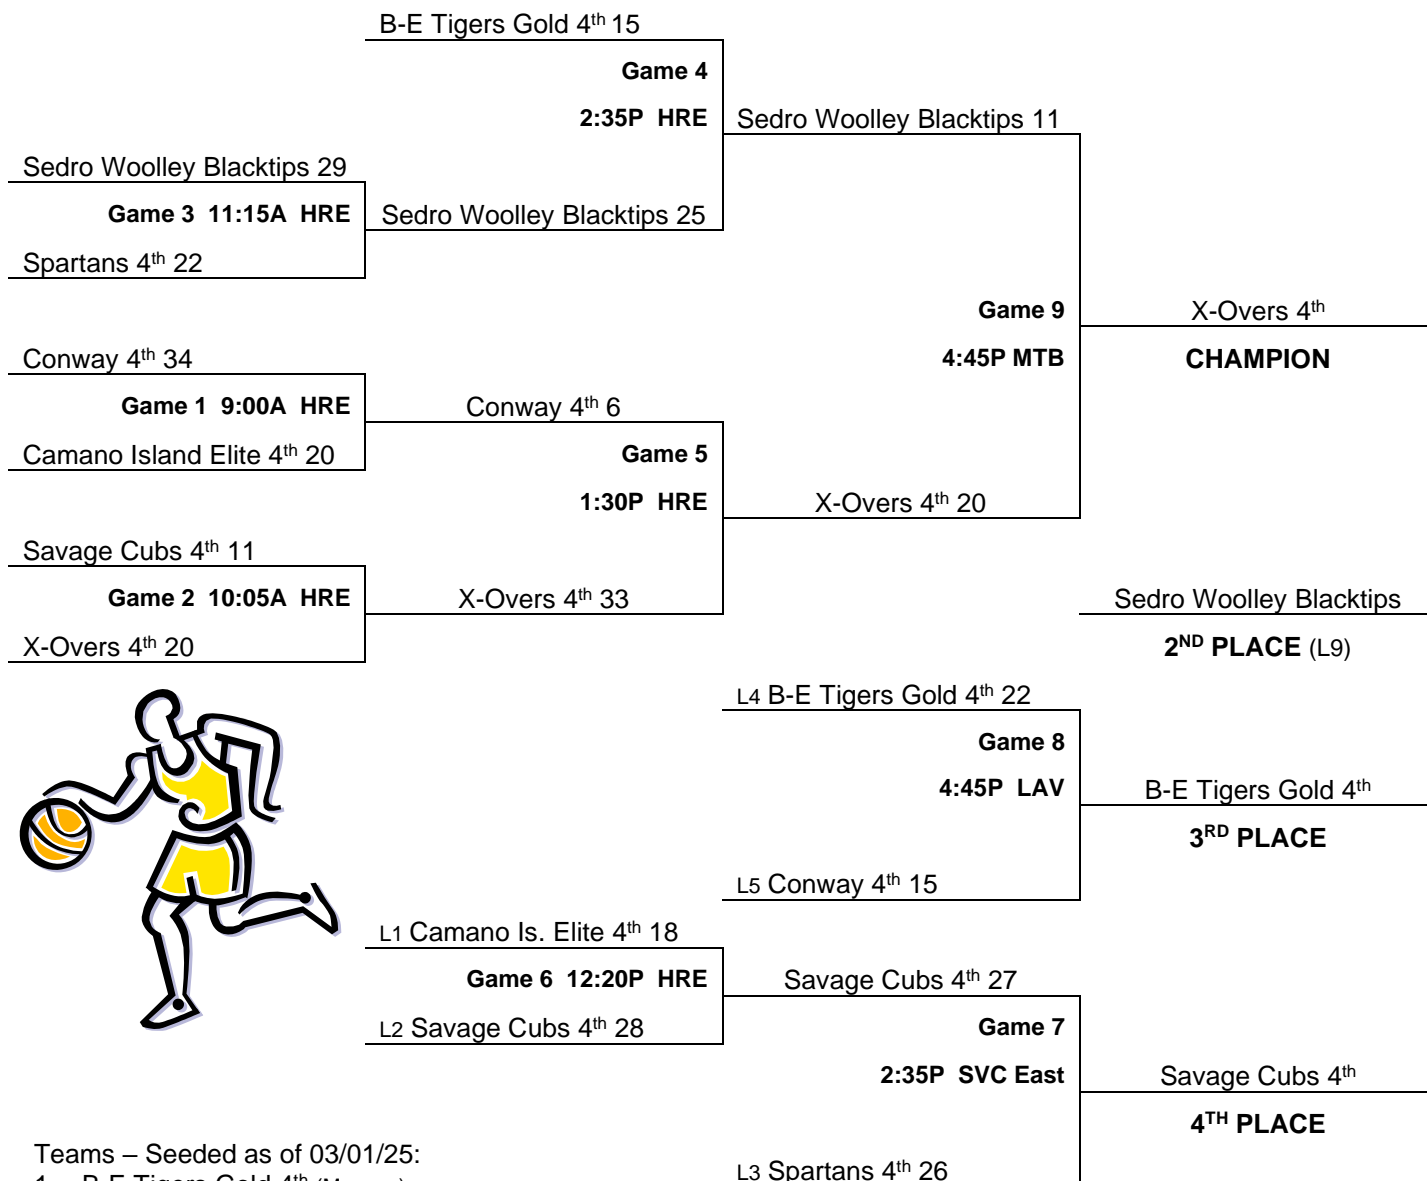 B-E Tigers Gold 4th 15
Game 4
2:35P HRE
Sedro Woolley Blacktips 11
Sedro Woolley Blacktips 29
Game 3 11:15A HRE
Sedro Woolley Blacktips 25
Spartans 4th 22
Game 9
X-Overs 4th
Conway 4th 34
4:45P MTB
CHAMPION
Game 1 9:00A HRE
Conway 4th 6
Camano Island Elite 4th 20
Game 5
1:30P HRE
X-Overs 4th 20
Savage Cubs 4th 11
Game 2 10:05A HRE
X-Overs 4th 33
Sedro Woolley Blacktips
X-Overs 4th 20
2ND PLACE (L9)
L4 B-E Tigers Gold 4th 22
Game 8
4:45P LAV
B-E Tigers Gold 4th
3RD PLACE
L5 Conway 4th 15
L1 Camano Is. Elite 4th 18
Game 6 12:20P HRE
Savage Cubs 4th 27
L2 Savage Cubs 4th 28
Game 7
2:35P SVC East
Savage Cubs 4th
4TH PLACE
Teams – Seeded as of 03/01/25:
L3 Spartans 4th 26
1. B-E Tigers Gold 4th